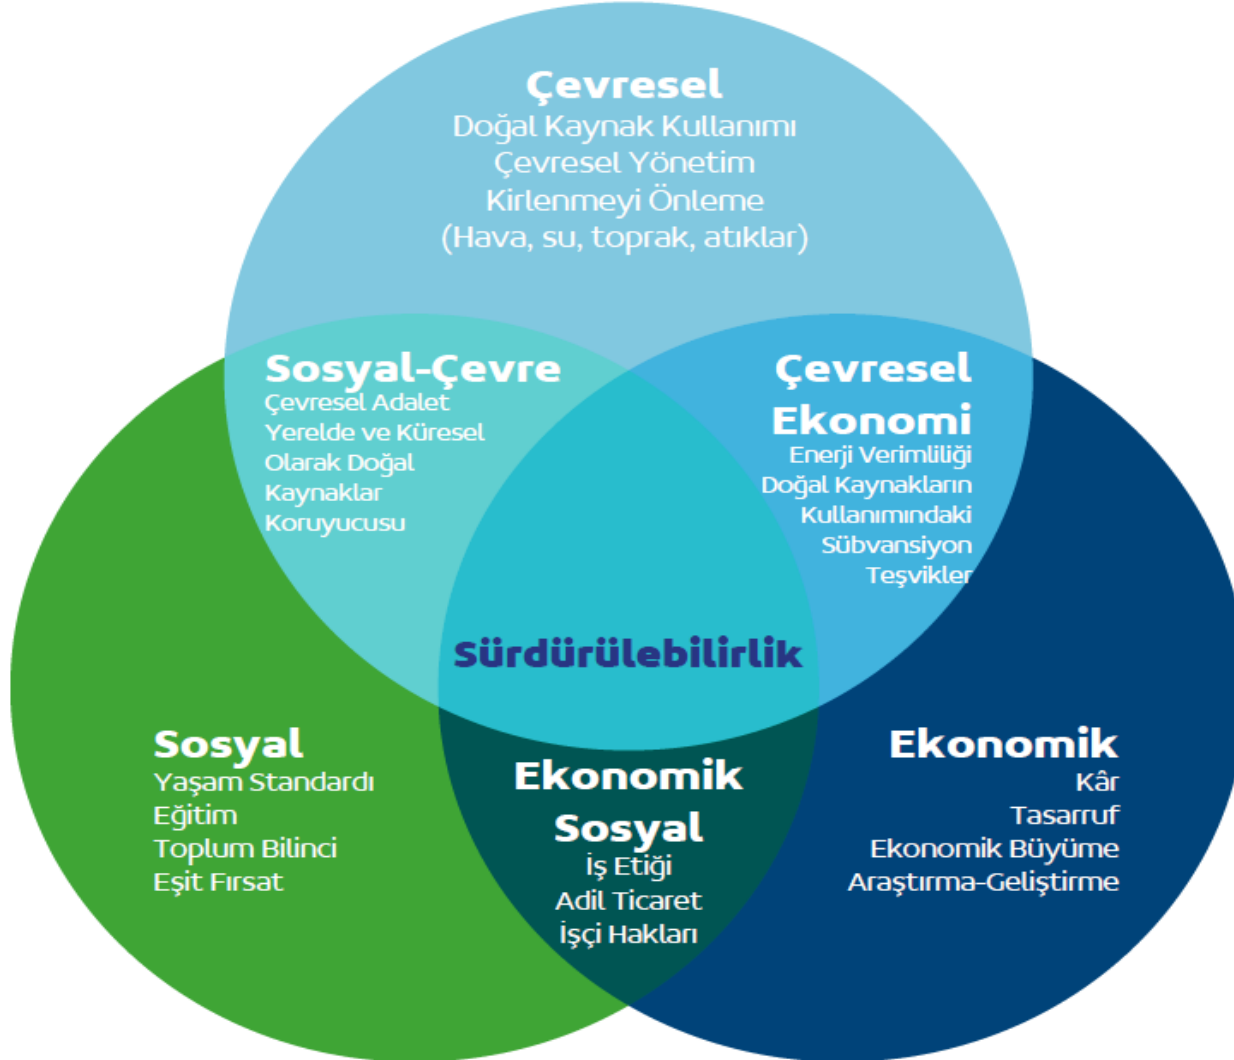 Çevresel
Doğal Kaynak Kullanımı
Çevresel Yönetim
Kirlenmeyi Önleme
(Hava, su, toprak, atıklar)
Sosyal-Çevre
Çevresel Adalet
Yerelde ve Küresel
Olarak Doğal
Kaynaklar
Koruyucusu
Çevresel
Ekonomi
Enerji Verimliliği
Doğal Kaynakların
Kullanımındaki
Sübvansiyon
Teşvikler
Sürdürülebilirlik
Sosyal
Yaşam Standardı
Eğitim
Toplum Bilinci
Eşit Fırsat
Ekonomik
Sosyal
İş Etiği
Adil Ticaret
İşçi Hakları
Ekonomik
Kâr
Tasarruf
Ekonomik Büyüme
Araştırma-Geliştirme